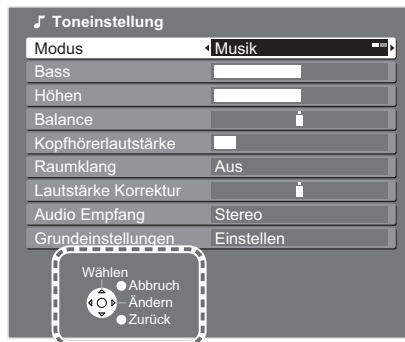 Toneinstellung
Modus Musik
Bass
Höhen
Balance
Kopfhörerlautstärke
Raumklang Aus
Lautstärke Korrektur
Audio Empfang Stereo
Grundeinstellungen Einstellen
Wählen
Abbruch
Ändern
Zurück